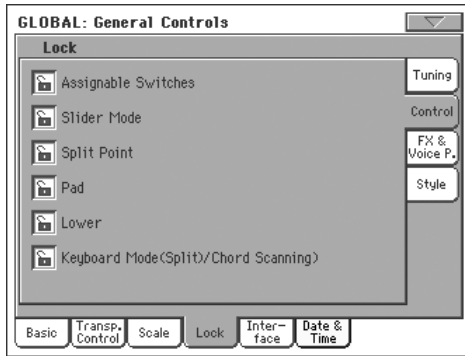 GLOBAL: General Controls
Lock
Assignable Switches
Slider Mode
Split Point
Pad
Lower
Keyboard Mode(Split)/Chord Scanning)
Tuning
Control
FX &
Voice P.
Style
Basic
Transp.
Control
Scale
Lock
Inter-
face
Date &
Time